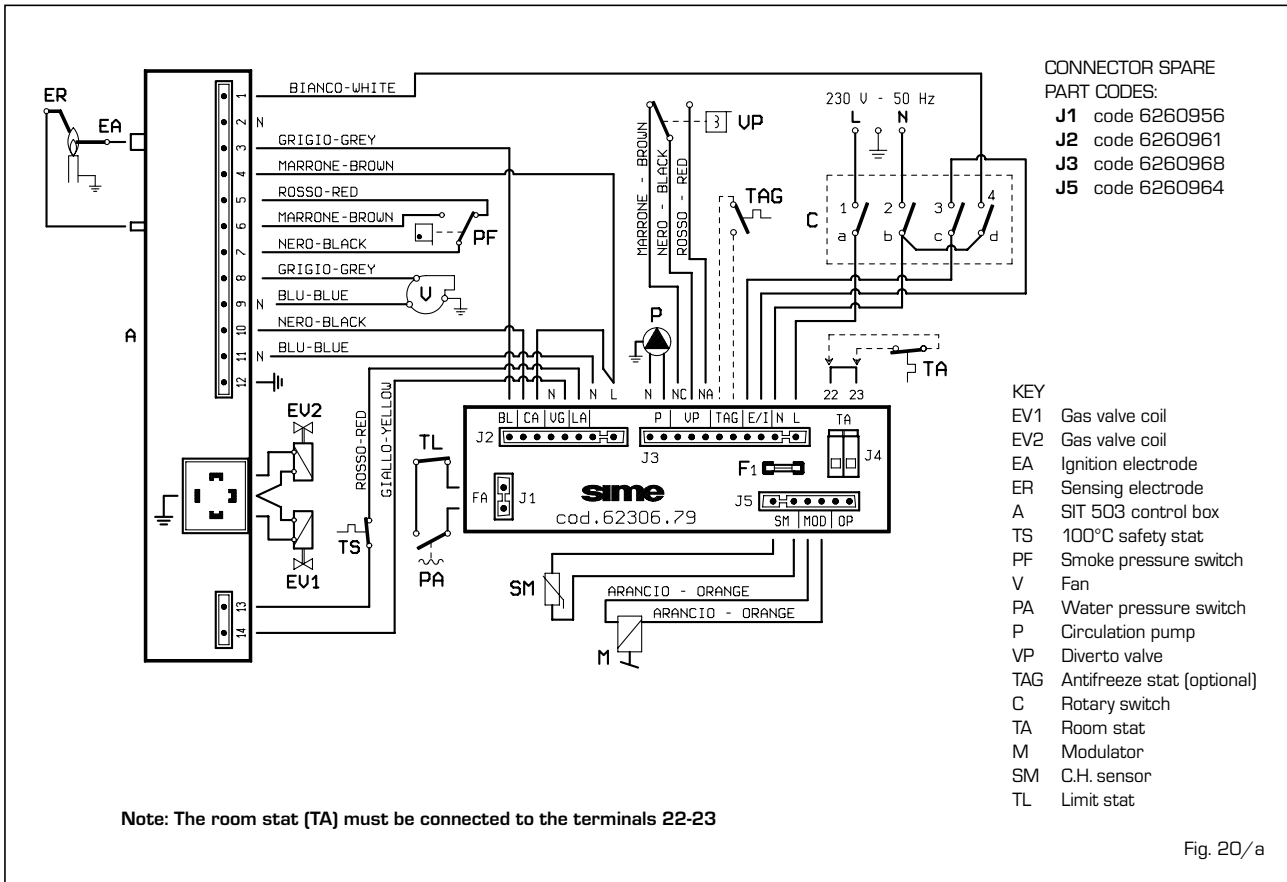 CONNECTOR SPARE
PART CODES:
J1 code 6260956
J2 code 6260961
J3 code 6260968
J5 code 6260964
ER
EA
A
1 BIANCO-WHITE
2 N
3 GRIGIO-GREY
4 MARRONE-BROWN
5 ROSSO-RED
6 MARRONE-BROWN
7 NERO-BLACK
8 GRIGIO-GREY
9 N BLU-BLUE
10 NERO-BLACK
11 N BLU-BLUE
12
PF
V
EV2
EV1
13
14
ROSSO-RED
GIALLO-YELLOW
TS
TL
PA
MARRONE - BROWN
NERO-BLACK
ROSSO - RED
VP
TAG
P
230 V - 50 Hz
L N
C
1 2 3 4
a b c d
TA
22 23
N N L
N NC NA
BL CA VG LA
J2
P VP TAG E/I N L
J3
TA
J4
F1
FA J1
sime
cod.62306.79
J5
SM MOD OP
SM
ARANCIO - ORANGE
ARANCIO - ORANGE
M
KEY
EV1 Gas valve coil
EV2 Gas valve coil
EA Ignition electrode
ER Sensing electrode
A SIT 503 control box
TS 100°C safety stat
PF Smoke pressure switch
V Fan
PA Water pressure switch
P Circulation pump
VP Diverto valve
TAG Antifreeze stat (optional)
C Rotary switch
TA Room stat
M Modulator
SM C.H. sensor
TL Limit stat
Note: The room stat (TA) must be connected to the terminals 22-23
Fig. 20/a